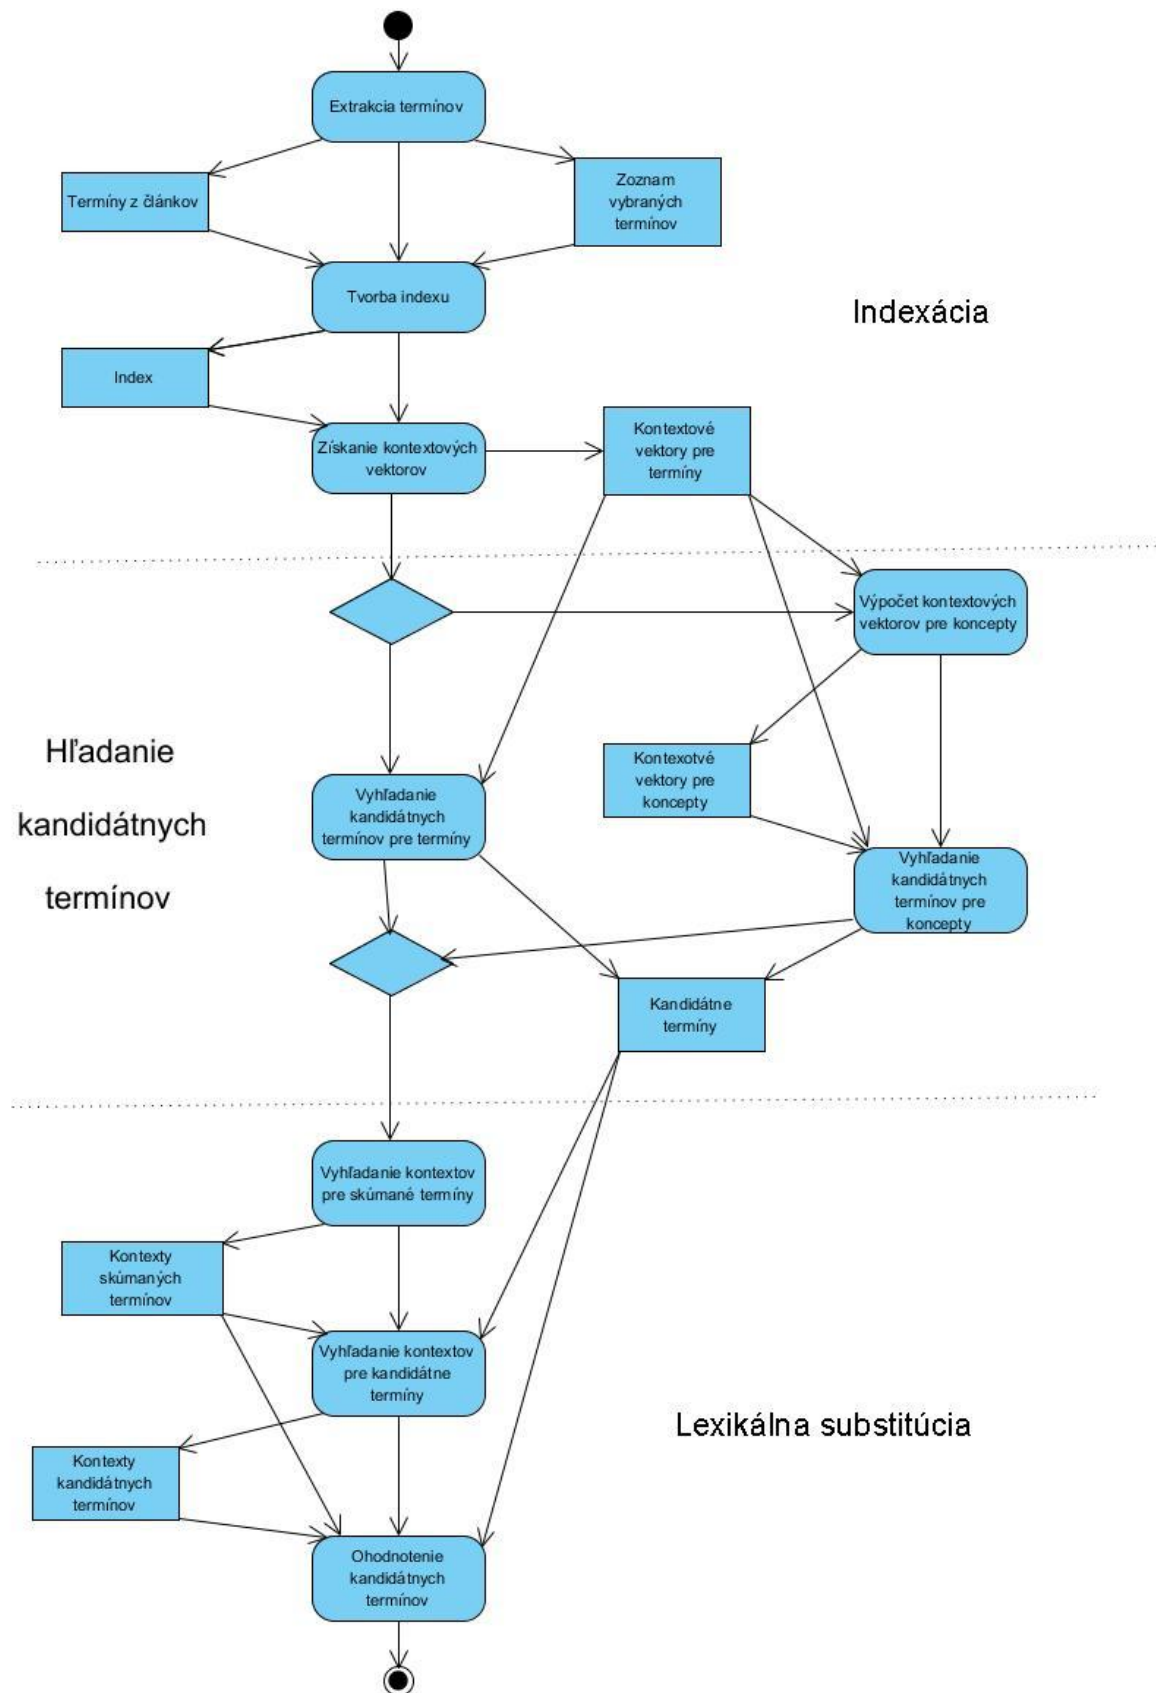 Extrakcia termínov
Termíny z článkov
Zoznam
vybraných
termínov
Tvorba indexu
Indexácia
Index
Získanie kontextových
vektorov
Kontextové
vektory pre
termíny
Výpočet kontextových
vektorov pre koncepty
Hľadanie
kandidátnych
termínov
Kontexotvé
vektory pre
koncepty
Vyhľadanie
kandidátnych
termínov pre termíny
Vyhľadanie
kandidátnych
termínov pre
koncepty
Kandidátne
termíny
Vyhľadanie kontextov
pre skúmané termíny
Kontexty
skúmaných
termínov
Vyhľadanie kontextov
pre kandidátne
termíny
Lexikálna substitúcia
Kontexty
kandidátnych
termínov
Ohodnotenie
kandidátnych
termínov